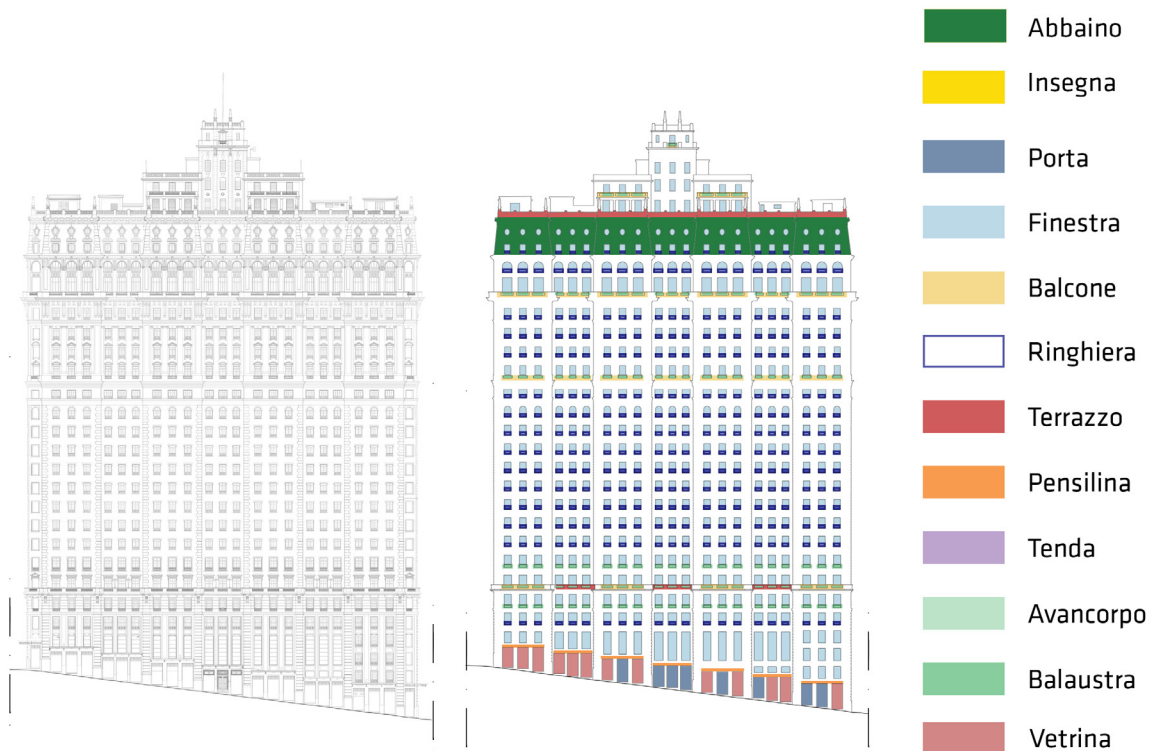 Abbaino
Insegna
Porta
Finestra
Balcone
Ringhiera
Terrazzo
Pensilina
Tenda
Avancorpo
Balaustra
Vetrina